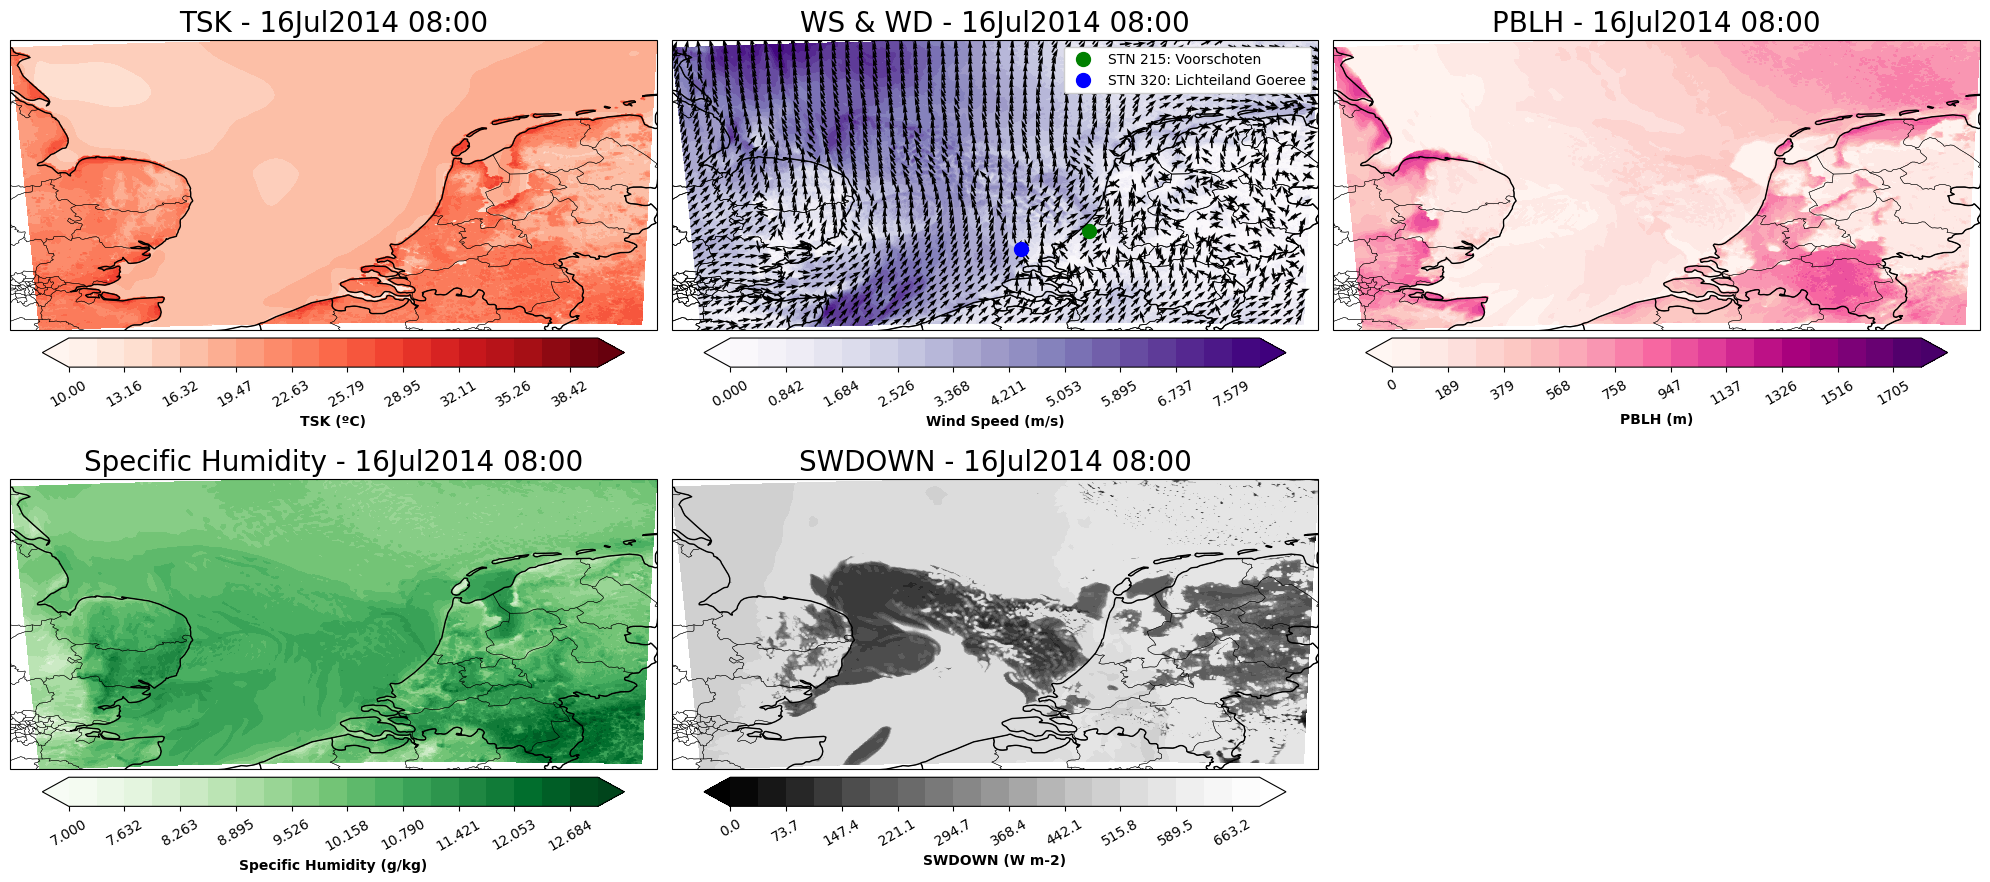 TSK - 16Jul2014 08:00
WS & WD - 16Jul2014 08:00
PBLH - 16Jul2014 08:00
STN 215: Voorschoten
STN 320: Lichteiland Goeree
10.00 13.16 16.32 19.47 22.63 25.79 28.95 32.11 35.26 38.42
TSK (ºC)
0.000 0.842 1.684 2.526 3.368 4.211 5.053 5.895 6.737 7.579
Wind Speed (m/s)
0 189 379 568 758 947 1137 1326 1516 1705
PBLH (m)
Specific Humidity - 16Jul2014 08:00
SWDOWN - 16Jul2014 08:00
7.000 7.632 8.263 8.895 9.526 10.158 10.790 11.421 12.053 12.684
Specific Humidity (g/kg)
0.0 73.7 147.4 221.1 294.7 368.4 442.1 515.8 589.5 663.2
SWDOWN (W m-2)